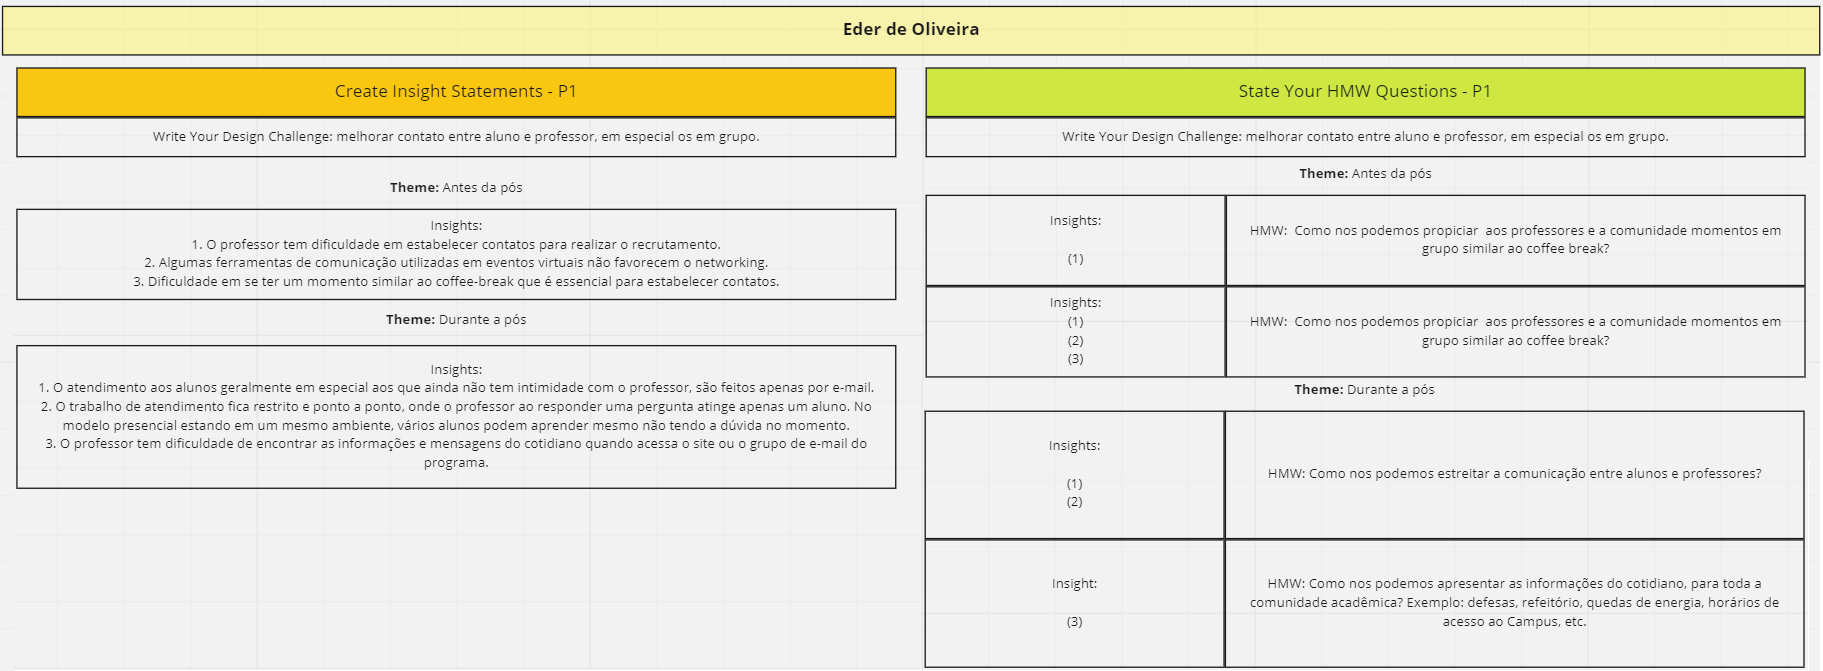 Eder de Oliveira
Create Insight Statements - P1
Write Your Design Challenge: melhorar contato entre aluno e professor, em especial os em grupo.
Theme: Antes da pós
Insights:
1. O professor tem dificuldade em estabelecer contatos para realizar o recrutamento.
2. Algumas ferramentas de comunicação utilizadas em eventos virtuais não favorecem o networking.
3. Dificuldade em se ter um momento similar ao coffee-break que é essencial para estabelecer contatos.
Theme: Durante a pós
Insights:
1. O atendimento aos alunos geralmente em especial aos que ainda não tem intimidade com o professor, são feitos apenas por e-mail.
2. O trabalho de atendimento fica restrito e ponto a ponto, onde o professor ao responder uma pergunta atinge apenas um aluno. No
modelo presencial estando em um mesmo ambiente, vários alunos podem aprender mesmo não tendo a dúvida no momento.
3. O professor tem dificuldade de encontrar as informações e mensagens do cotidiano quando acessa o site ou o grupo de e-mail do
programa.
State Your HMW Questions - P1
Write Your Design Challenge: melhorar contato entre aluno e professor, em especial os em grupo.
Theme: Antes da pós
Insights:
(1)
HMW:  Como nos podemos propiciar  aos professores e a comunidade momentos em
grupo similar ao coffee break?
Insights:
(1)
(2)
(3)
HMW:  Como nos podemos propiciar  aos professores e a comunidade momentos em
grupo similar ao coffee break?
Theme: Durante a pós
Insights:
(1)
(2)
HMW: Como nos podemos estreitar a comunicação entre alunos e professores?
Insight:
(3)
HMW: Como nos podemos apresentar as informações do cotidiano, para toda a
comunidade acadêmica? Exemplo: defesas, refeitório, quedas de energia, horários de
acesso ao Campus, etc.